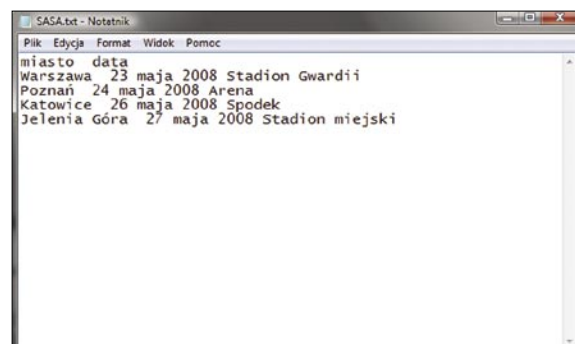 SASA.txt - Notatnik
Plik Edycja Format Widok Pomoc
miasto data
Warszawa 23 maja 2008 Stadion Gwardii
Poznań 24 maja 2008 Arena
Katowice 26 maja 2008 Spodek
Jelenia Góra 27 maja 2008 Stadion miejski